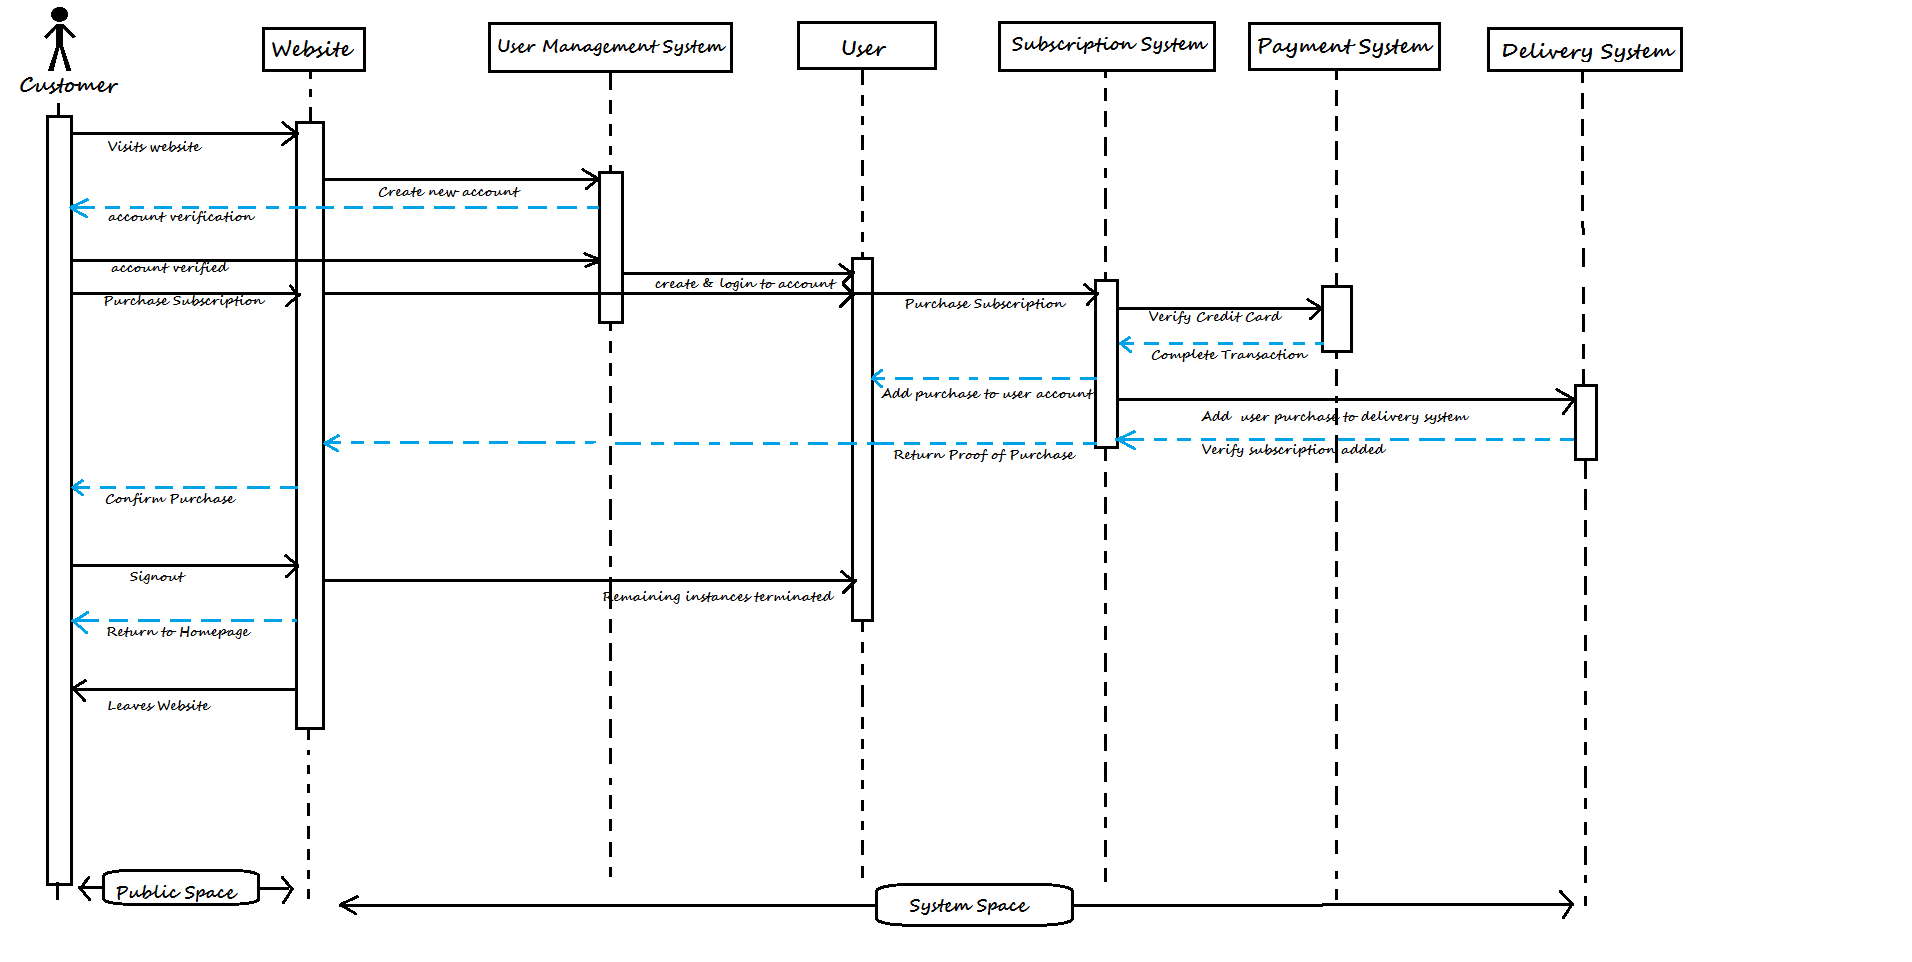 Customer
Website
User Management System
User
Subscription System
Payment System
Delivery System
Visits website
Create new account
account verification
account verified
create & login to account
Purchase Subscription
Purchase Subscription
Verify Credit Card
Complete Transaction
Add purchase to user account
Add user purchase to delivery system
Return Proof of Purchase
Verify subscription added
Confirm Purchase
Signout
Remaining instances terminated
Return to Homepage
Leaves Website
Public Space
System Space